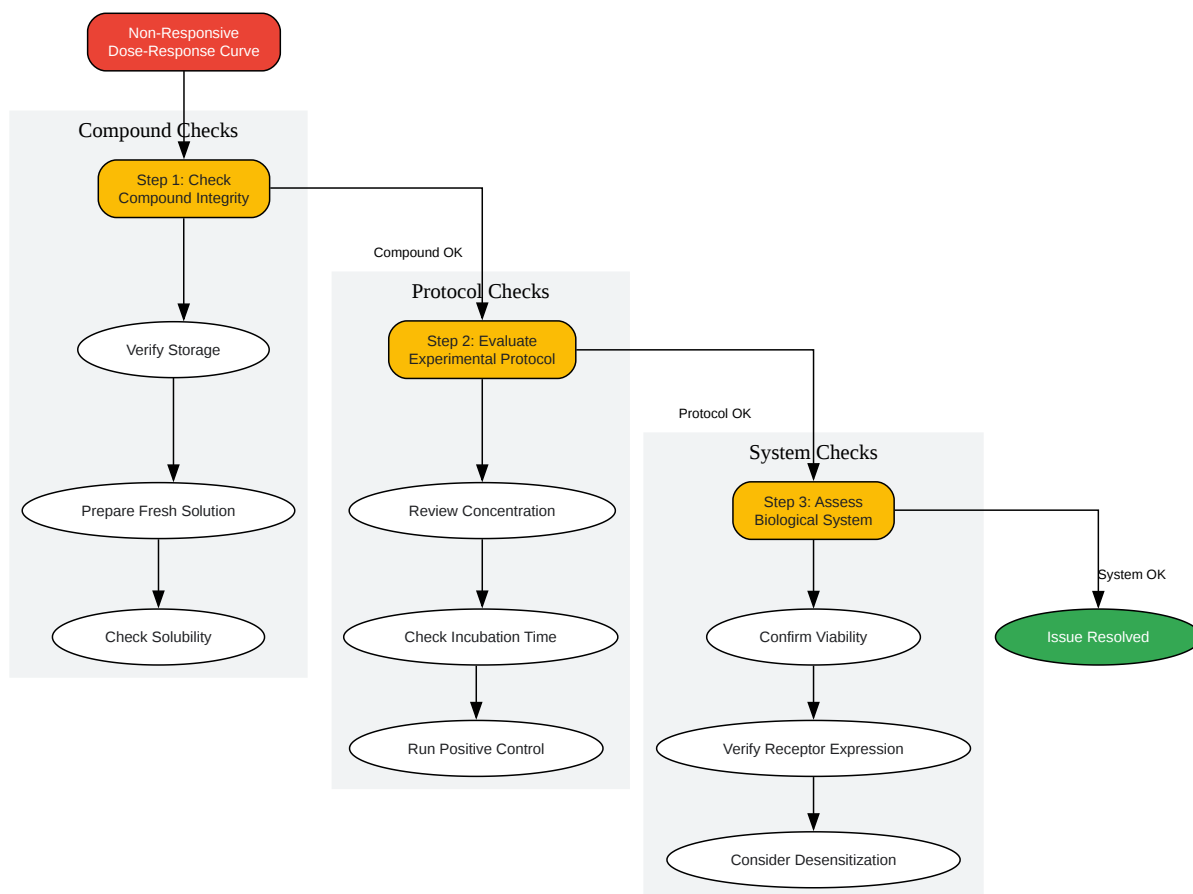 Non-Responsive
Dose-Response Curve
Compound Checks
Step 1: Check
Compound Integrity
Compound OK
Verify Storage
Prepare Fresh Solution
Check Solubility
Protocol Checks
Step 2: Evaluate
Experimental Protocol
Protocol OK
Review Concentration
Check Incubation Time
Run Positive Control
System Checks
Step 3: Assess
Biological System
System OK
Confirm Viability
Verify Receptor Expression
Consider Desensitization
Issue Resolved